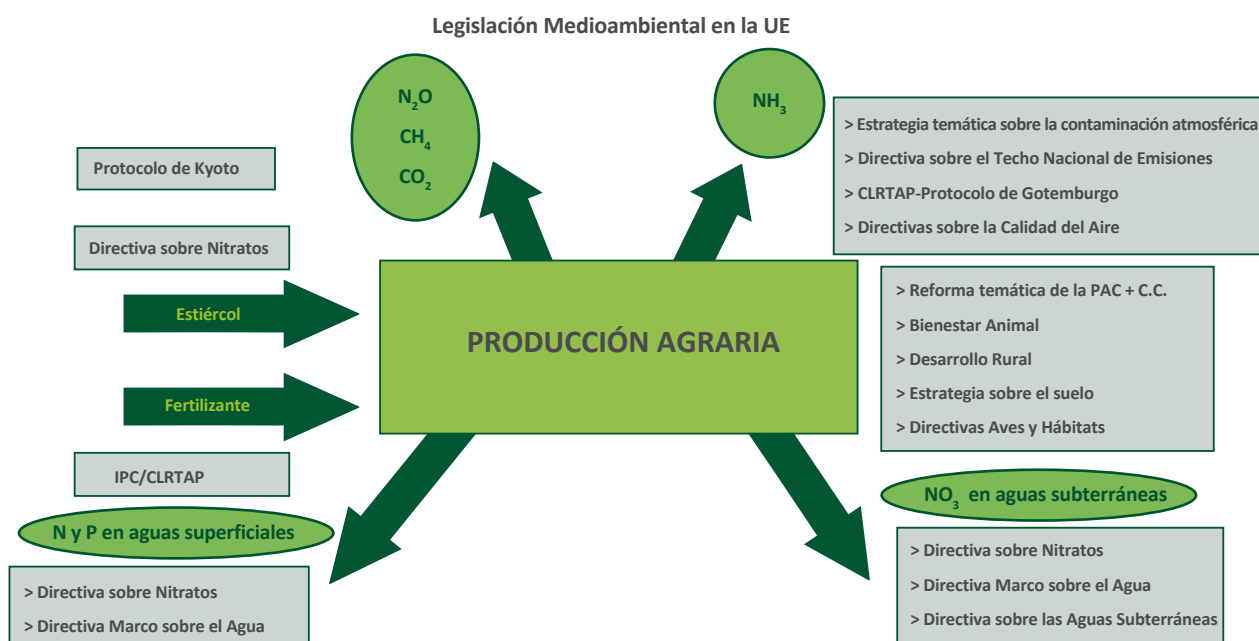 Legislación Medioambiental en la UE
N₂O
CH₄
CO₂
NH₃
> Estrategia temática sobre la contaminación atmosférica
> Directiva sobre el Techo Nacional de Emisiones
> CLRTAP-Protocolo de Gotemburgo
> Directivas sobre la Calidad del Aire
Protocolo de Kyoto
Directiva sobre Nitratos
Estiércol
Fertilizante
IPC/CLRTAP
PRODUCCIÓN AGRARIA
> Reforma temática de la PAC + C.C.
> Bienestar Animal
> Desarrollo Rural
> Estrategia sobre el suelo
> Directivas Aves y Hábitats
N y P en aguas superficiales
> Directiva sobre Nitratos
> Directiva Marco sobre el Agua
NO₃ en aguas subterráneas
> Directiva sobre Nitratos
> Directiva Marco sobre el Agua
> Directiva sobre las Aguas Subterráneas